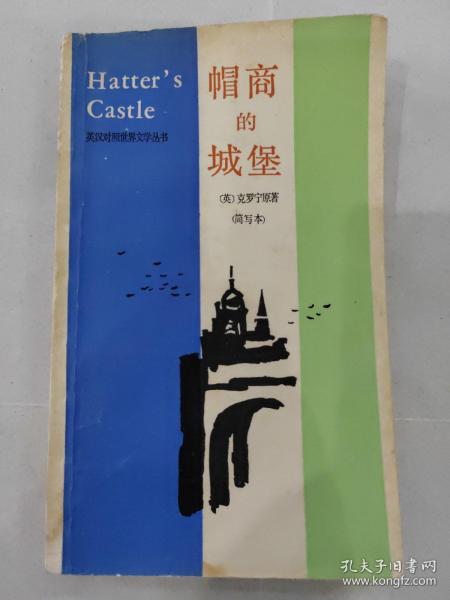 Hatter's
Castle
英汉对照世界文学丛书
帽商
的
城堡
(英)克罗宁原著
(简写本)
孔夫子旧书网
www.kongfz.com